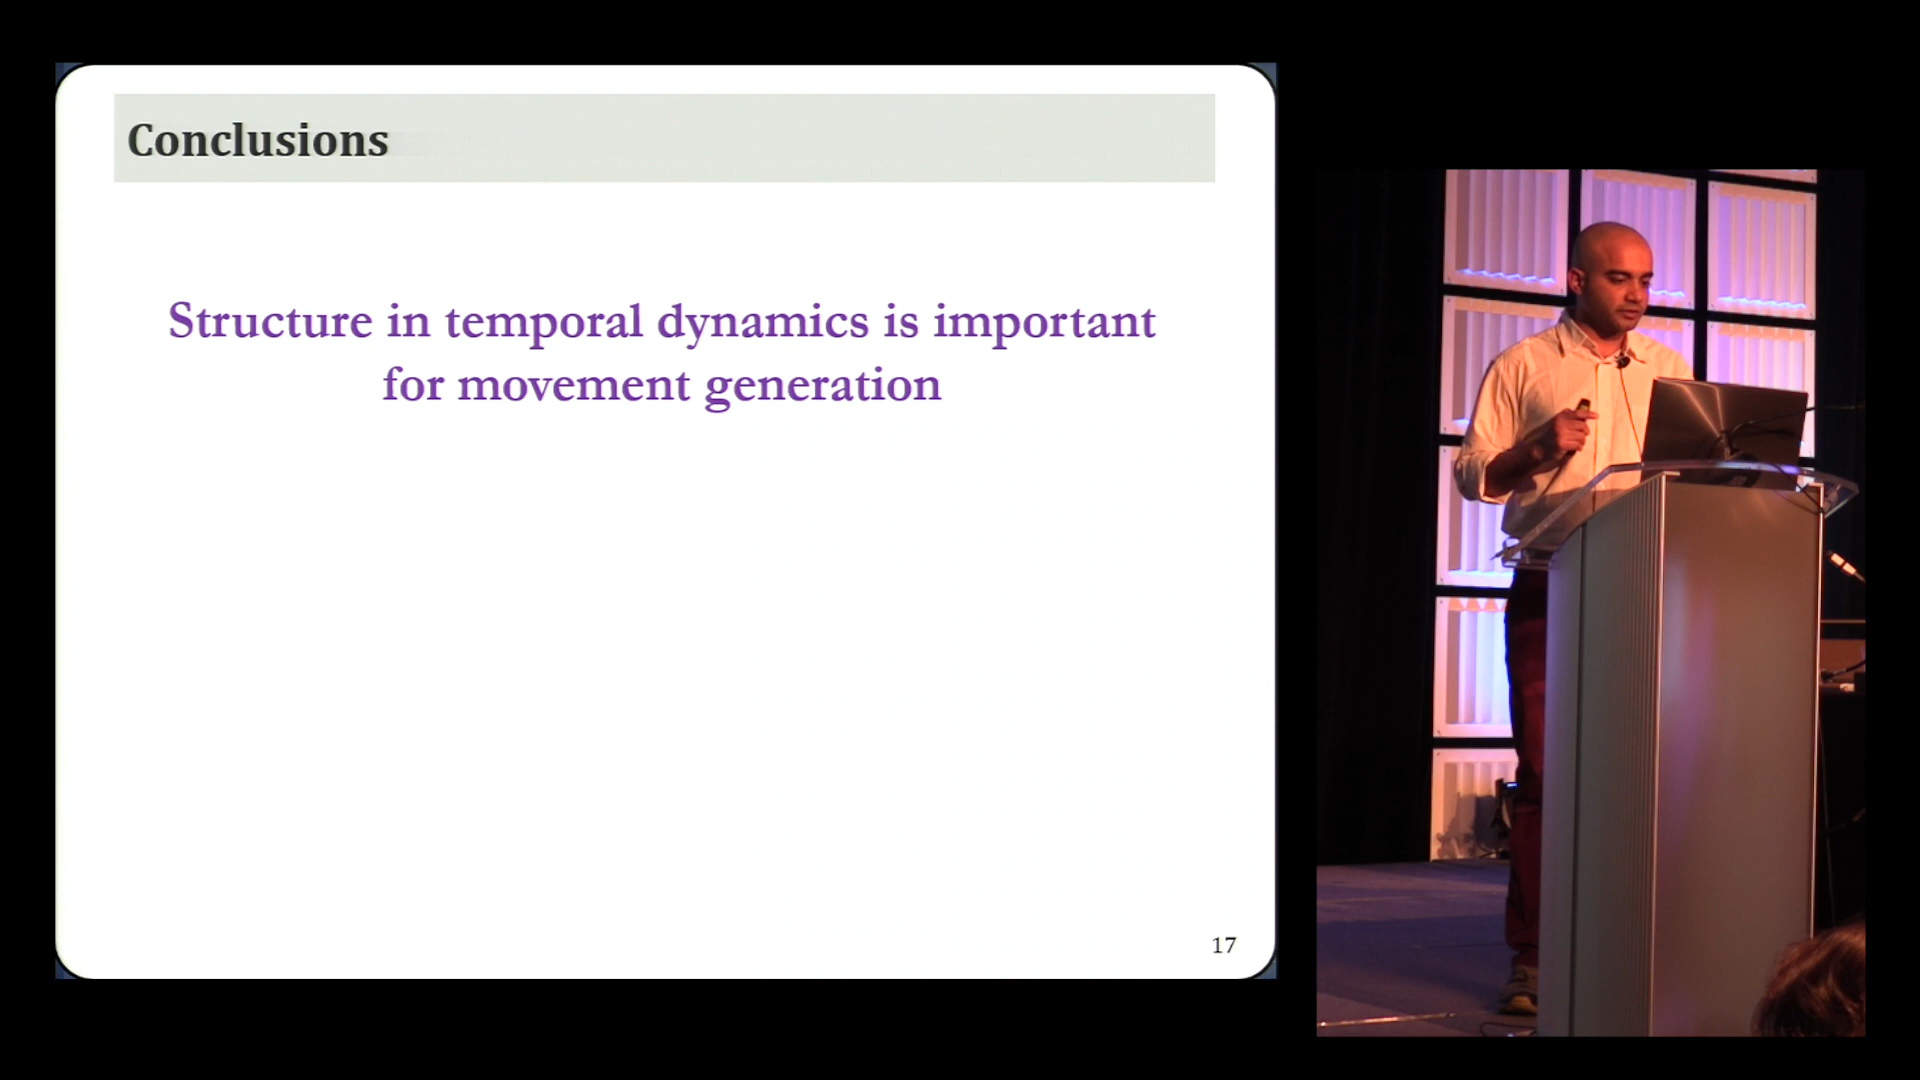 Conclusions
Structure in temporal dynamics is important
for movement generation
17